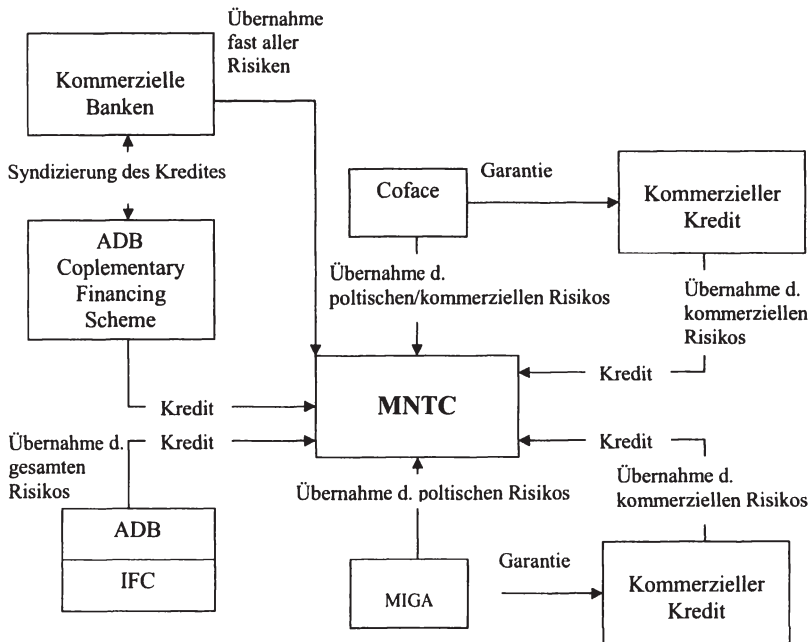 Übernahme
fast aller
Risiken
Kommerzielle
Banken
Syndizierung des Kredites
ADB
Coplementary
Financing
Scheme
Coface
Garantie
Kommerzieller
Kredit
Übernahme d.
poltischen/kommerziellen Risikos
Übernahme d.
kommerziellen
Risikos
Kredit
MNTC
Kredit
Übernahme d.
gesamten
Risikos
Kredit
Kredit
Übernahme d. poltischen Risikos
Übernahme d.
kommerziellen Risikos
ADB
IFC
MIGA
Garantie
Kommerzieller
Kredit